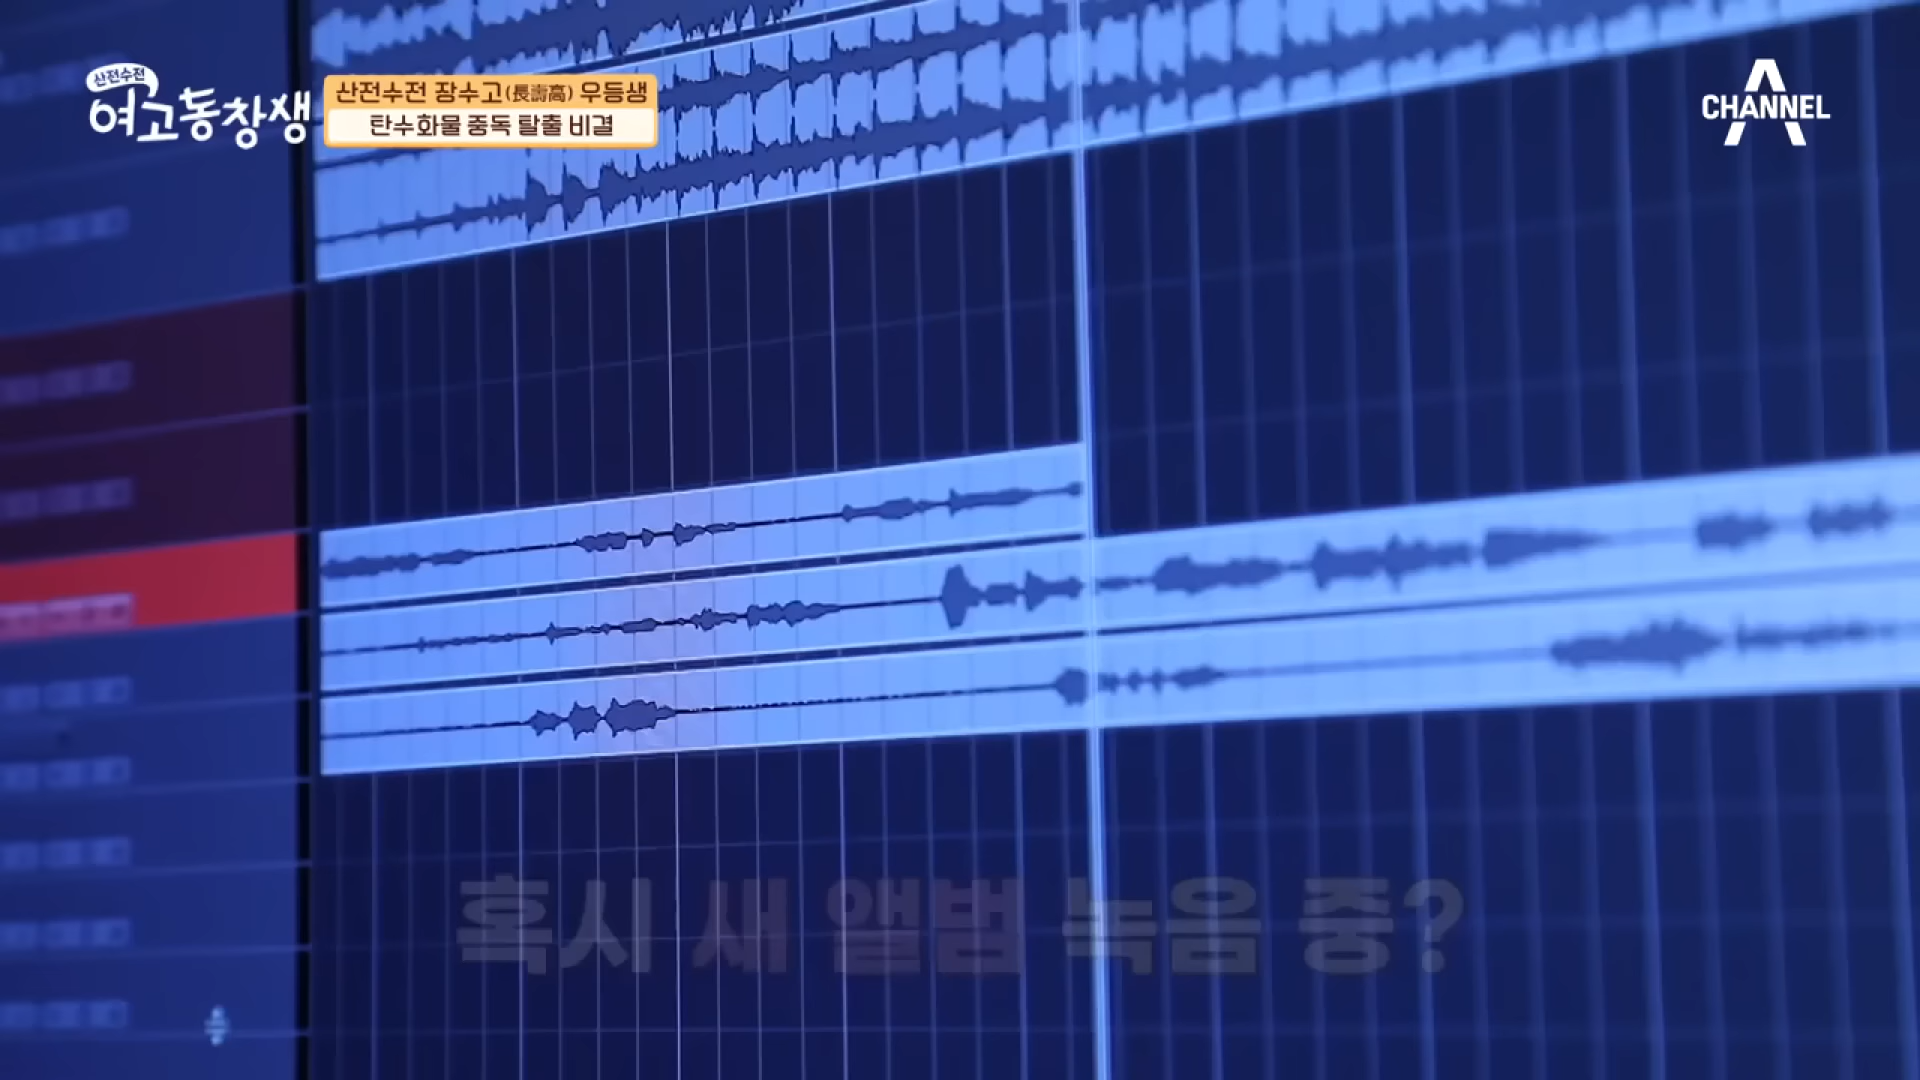 산전수전
여고동창생
산전수전 장수고(長壽高) 우등생
탄수화물 중독 탈출 비결
CHANNEL A
혹시 새 앨범 녹음 중?